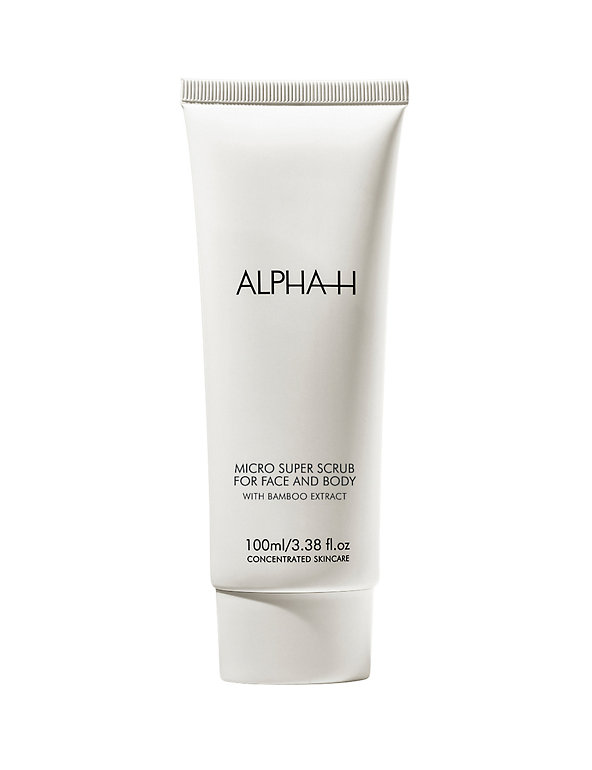 ALPHA-H
MICRO SUPER SCRUB
FOR FACE AND BODY
WITH BAMBOO EXTRACT
100ml/3.38 fl.oz
CONCENTRATED SKINCARE